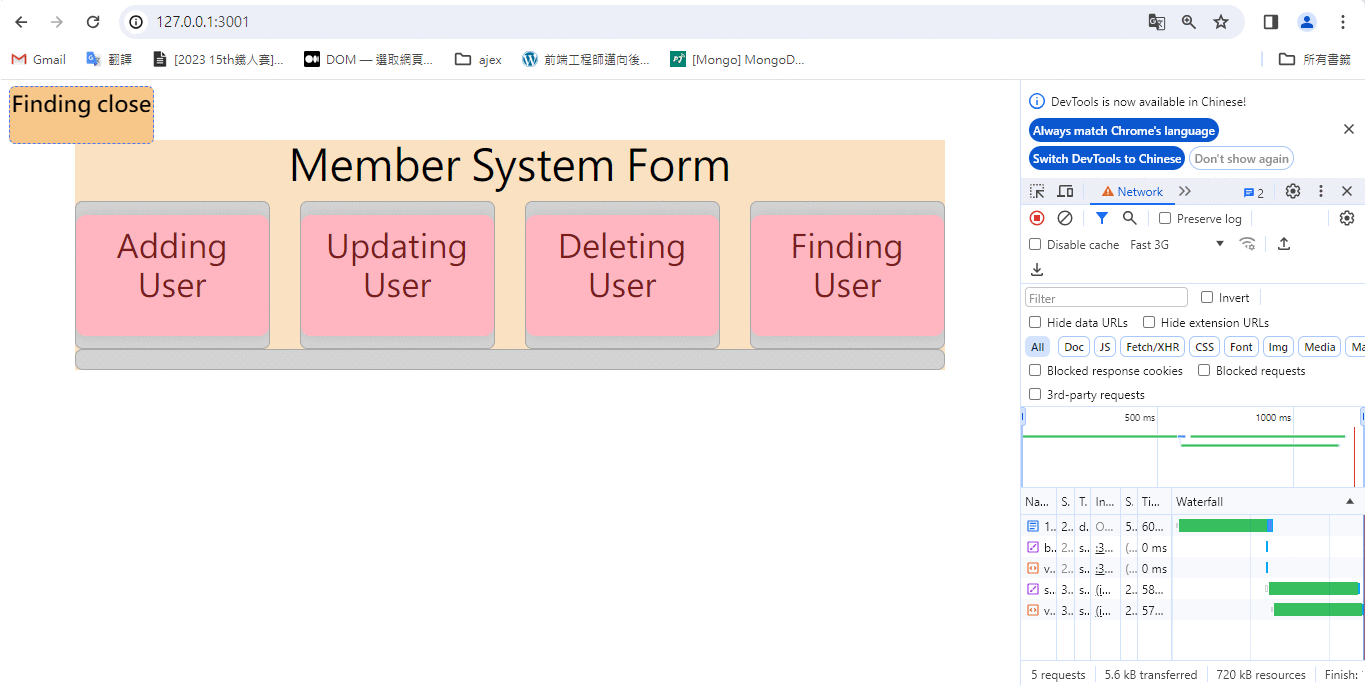 127.0.0.1:3001
Gmail
翻譯
[2023 15th鐵人賽]...
DOM — 選取網頁...
ajex
前端工程師邁向後...
[Mongo] MongoD...
所有書籤
Finding close
Member System Form
Adding User
Updating User
Deleting User
Finding User
DevTools is now available in Chinese!
Always match Chrome's language
Switch DevTools to Chinese
Don't show again
Network
2
Preserve log
Disable cache
Fast 3G
Filter
Invert
Hide data URLs
Hide extension URLs
All
Doc
JS
Fetch/XHR
CSS
Font
Img
Media
Ma
Blocked response cookies
Blocked requests
3rd-party requests
500 ms
1000 ms
Na... S. T. In... S. Ti... Waterfall
1.. 2.. d. O... 5.. 60...
b.. 2.. s.. :3... (... 0 ms
v.. 2.. s.. :3... (... 0 ms
s.. 3.. s.. (i... 2.. 58...
v.. 3.. s.. (i... 2.. 57...
5 requests
5.6 kB transferred
720 kB resources
Finish: